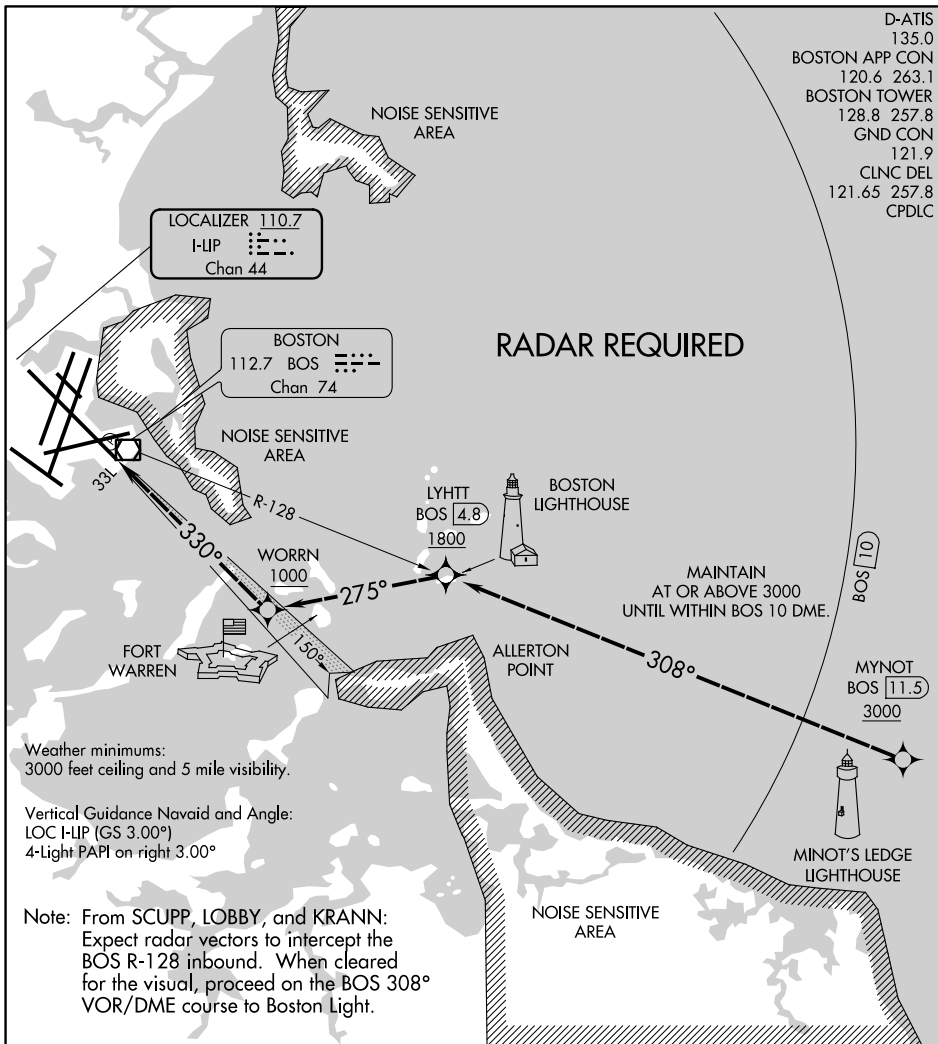 D-ATIS
135.0
BOSTON APP CON
120.6 263.1
BOSTON TOWER
128.8 257.8
GND CON
121.9
CLNC DEL
121.65 257.8
CPDLC
NOISE SENSITIVE
AREA
LOCALIZER 110.7
I-LIP
Chan 44
RADAR REQUIRED
BOSTON
112.7 BOS
Chan 74
NOISE SENSITIVE
AREA
33L
R-128
LYHTT
BOS 4.8
1800
BOSTON
LIGHTHOUSE
330°
WORRN
1000
275°
MAINTAIN
AT OR ABOVE 3000
UNTIL WITHIN BOS 10 DME.
BOS 10
FORT
WARREN
150°
ALLERTON
POINT
308°
MYNOT
BOS 11.5
3000
Weather minimums:
3000 feet ceiling and 5 mile visibility.
Vertical Guidance Navaid and Angle:
LOC I-LIP (GS 3.00°)
4-Light PAPI on right 3.00°
MINOT'S LEDGE
LIGHTHOUSE
NOISE SENSITIVE
AREA
Note: From SCUPP, LOBBY, and KRANN:
Expect radar vectors to intercept the
BOS R-128 inbound. When cleared
for the visual, proceed on the BOS 308°
VOR/DME course to Boston Light.